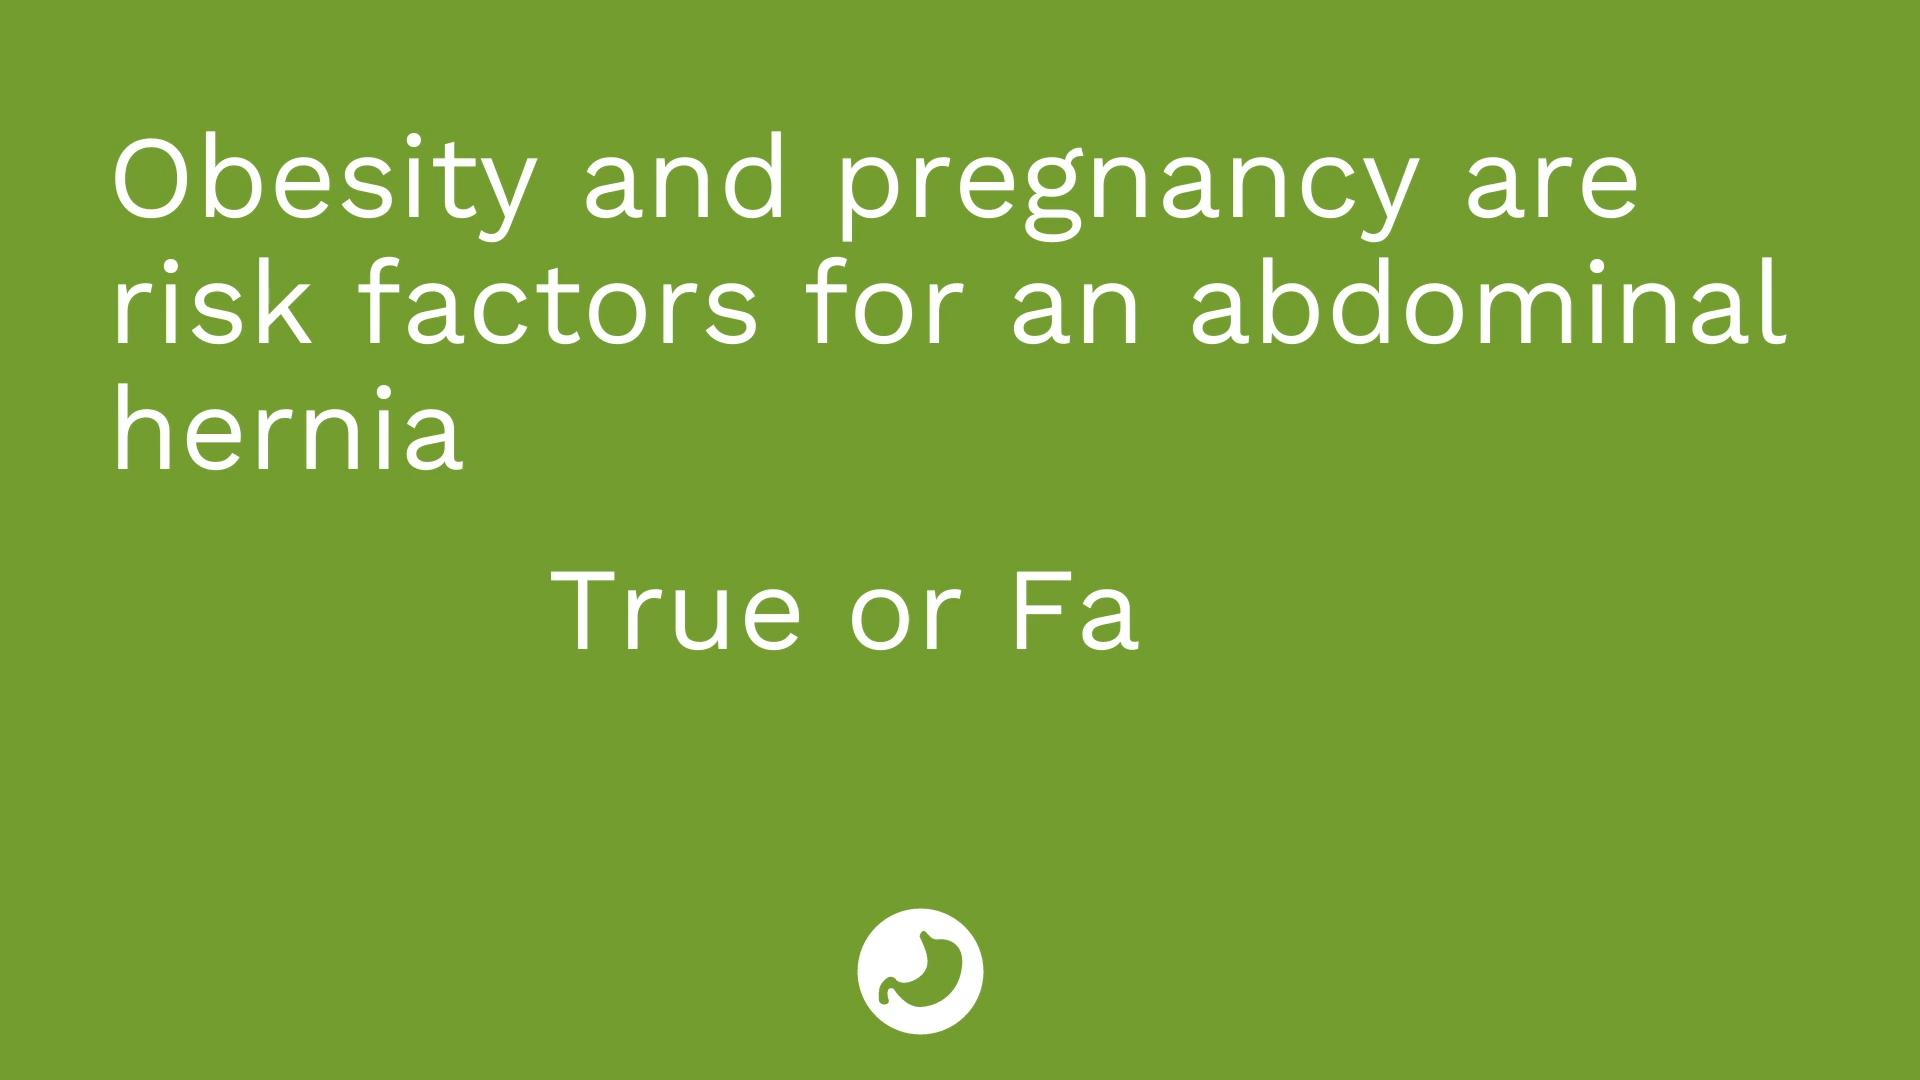 Obesity and pregnancy are
risk factors for an abdominal
hernia
True or Fa